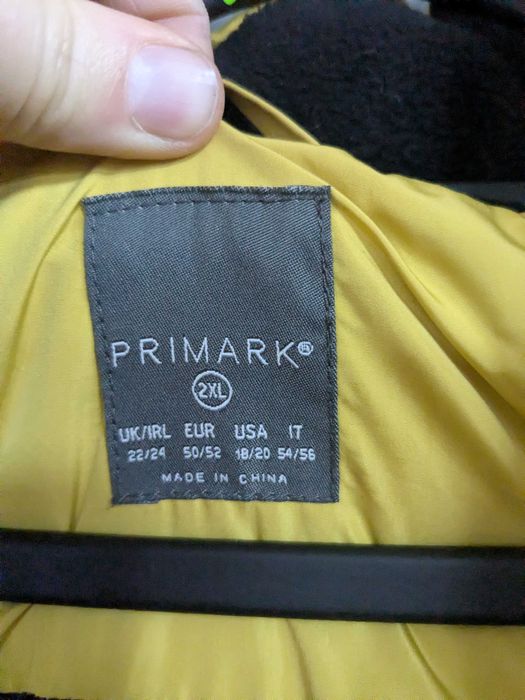 PRIMARK®
2XL
UK/IRL EUR USA IT
22/24 50/52 18/20 54/56
MADE IN CHINA